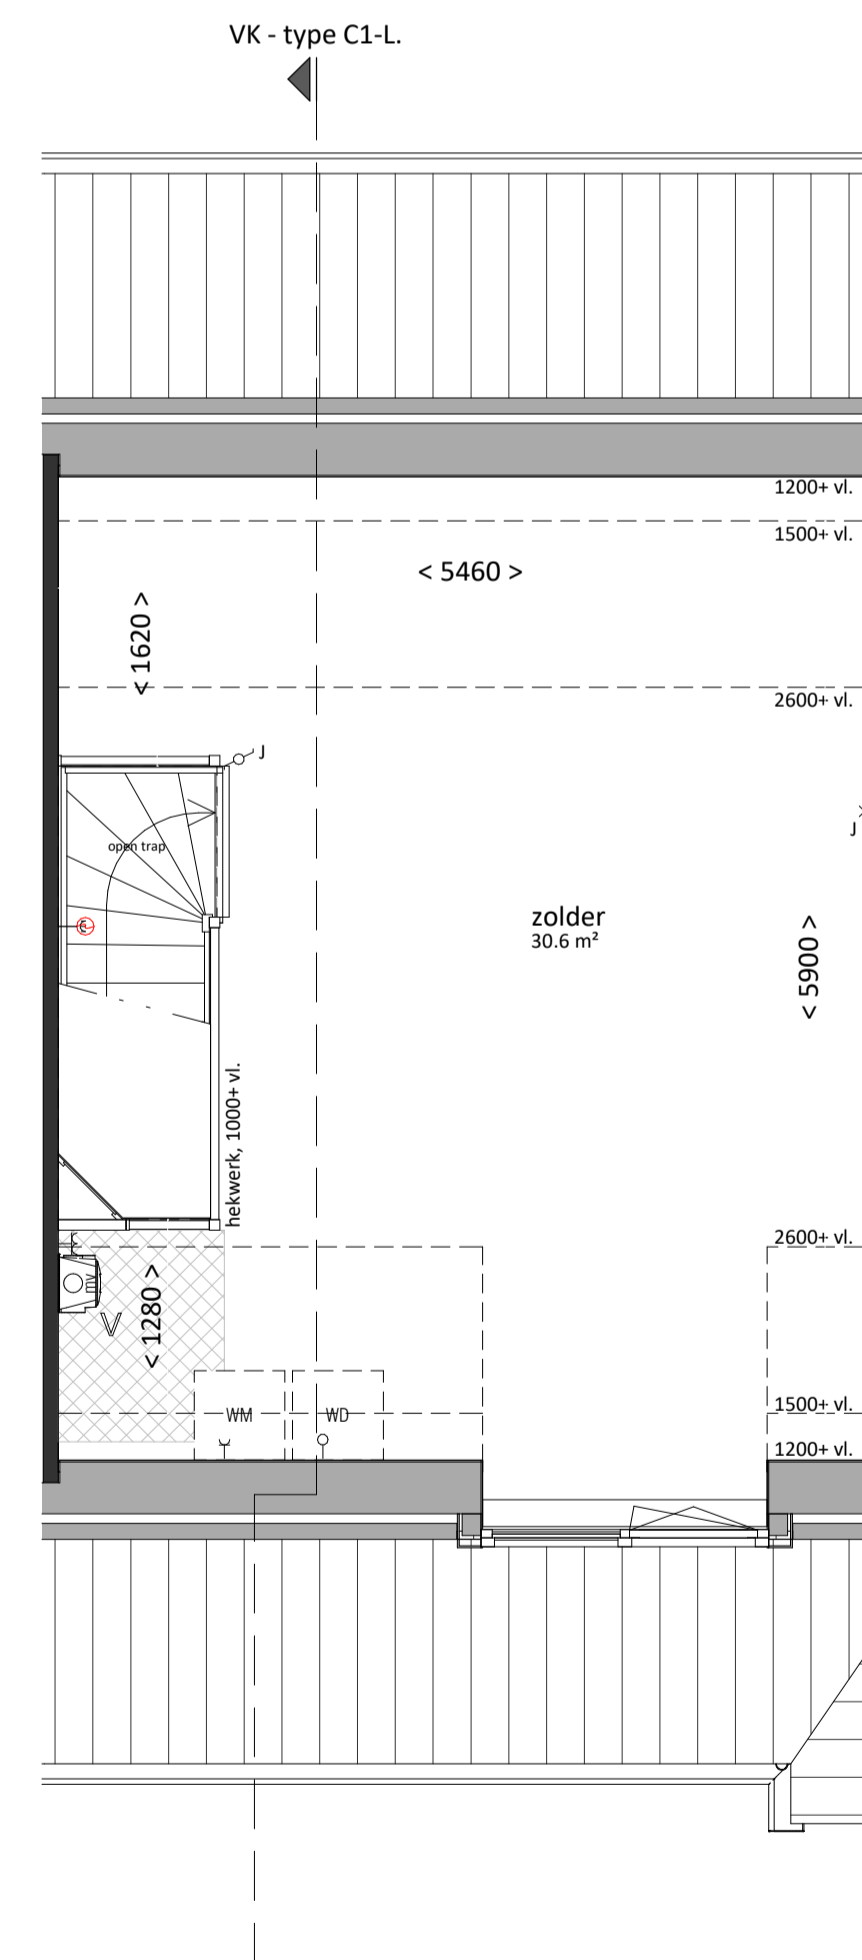 VK - type C1-L.
1200+ vl.
1500+ vl.
< 5460 >
< 1620 >
2600+ vl.
J
J
open trap
zolder
30.6 m²
< 5900 >
hekwerk, 1000+ vl.
2600+ vl.
mv
< 1280 >
1500+ vl.
WM
WD
1200+ vl.